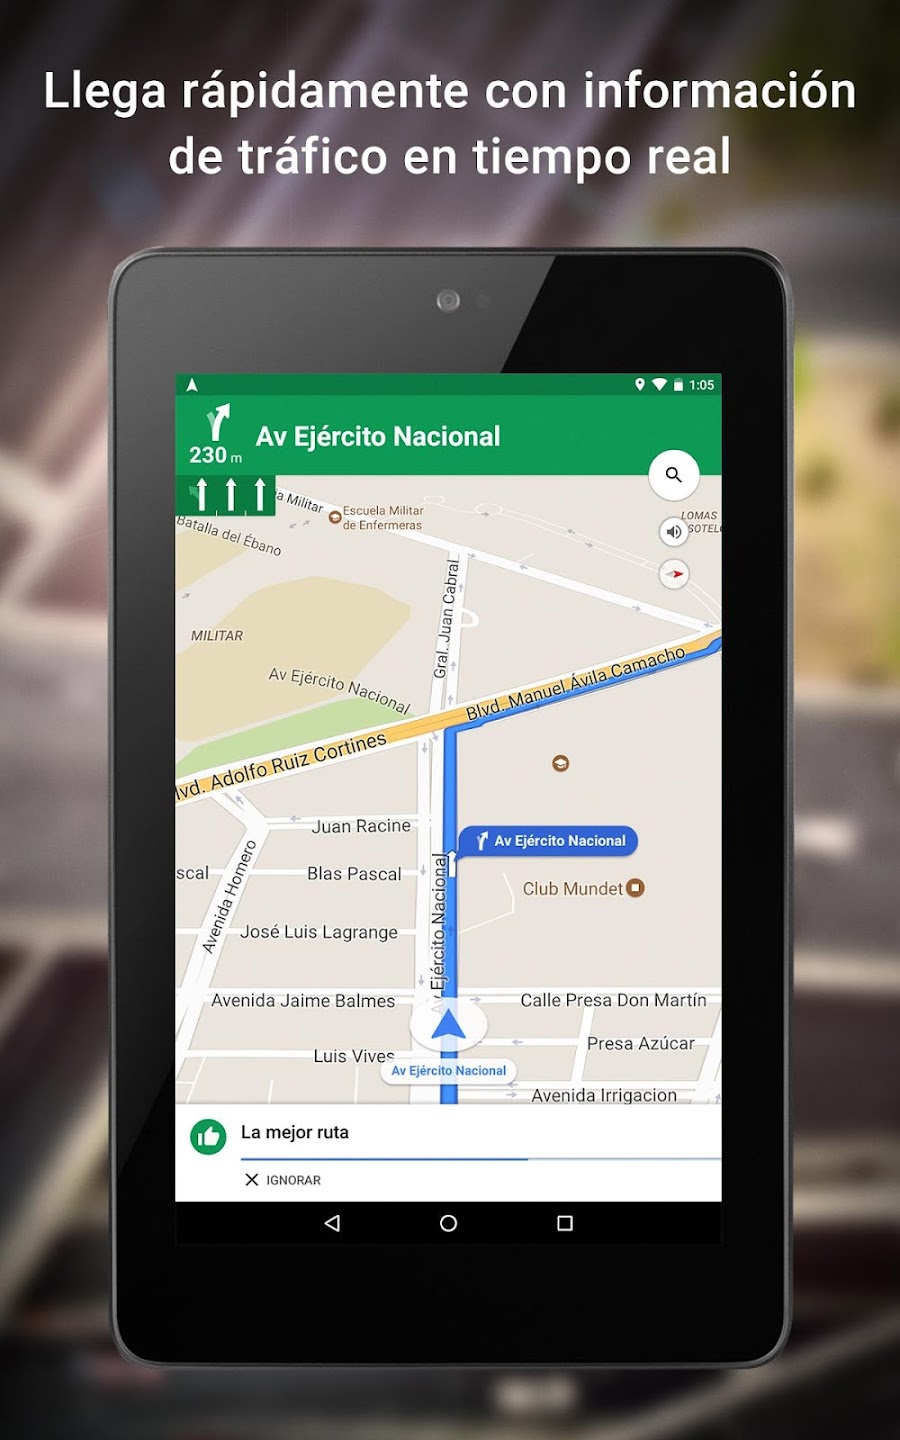 Llega rápidamente con información
de tráfico en tiempo real
1:05
230 m
Av Ejército Nacional
ia Militar
Escuela Militar
de Enfermeras
LOMAS
SOTEL
Batalla del Ébano
MILITAR
Gral. Juan Cabral
Av Ejército Nacional
Blvd. Manuel Ávila Camacho
lvd. Adolfo Ruiz Cortines
Juan Racine
Av Ejército Nacional
scal
Blas Pascal
Avenida Homero
Club Mundet
José Luis Lagrange
Av Ejército Nacional
Avenida Jaime Balmes
Calle Presa Don Martín
Presa Azúcar
Luis Vives
Av Ejército Nacional
Avenida Irrigacion
La mejor ruta
IGNORAR